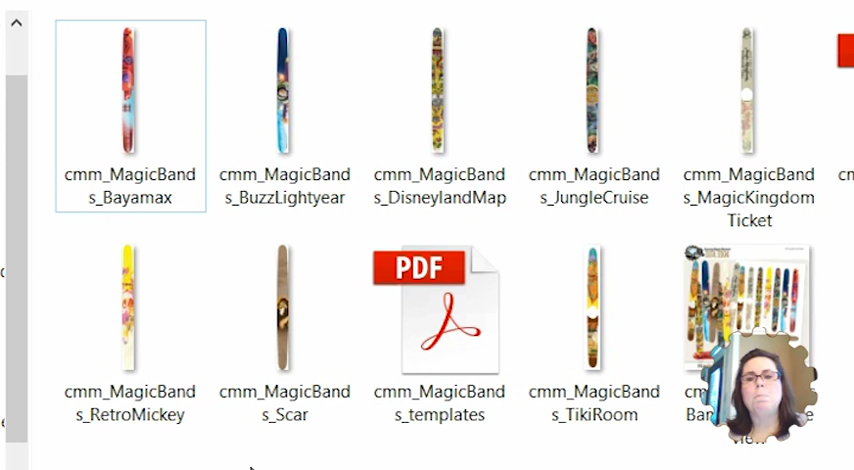 cmm_MagicBand
s_Bayamax
cmm_MagicBand
s_BuzzLightyear
cmm_MagicBand
s_DisneylandMap
cmm_MagicBand
s_JungleCruise
cmm_MagicBand
s_MagicKingdom
Ticket
cmm_MagicBand
s_RetroMickey
cmm_MagicBand
s_Scar
PDF
cmm_MagicBand
s_templates
cmm_MagicBand
s_TikiRoom